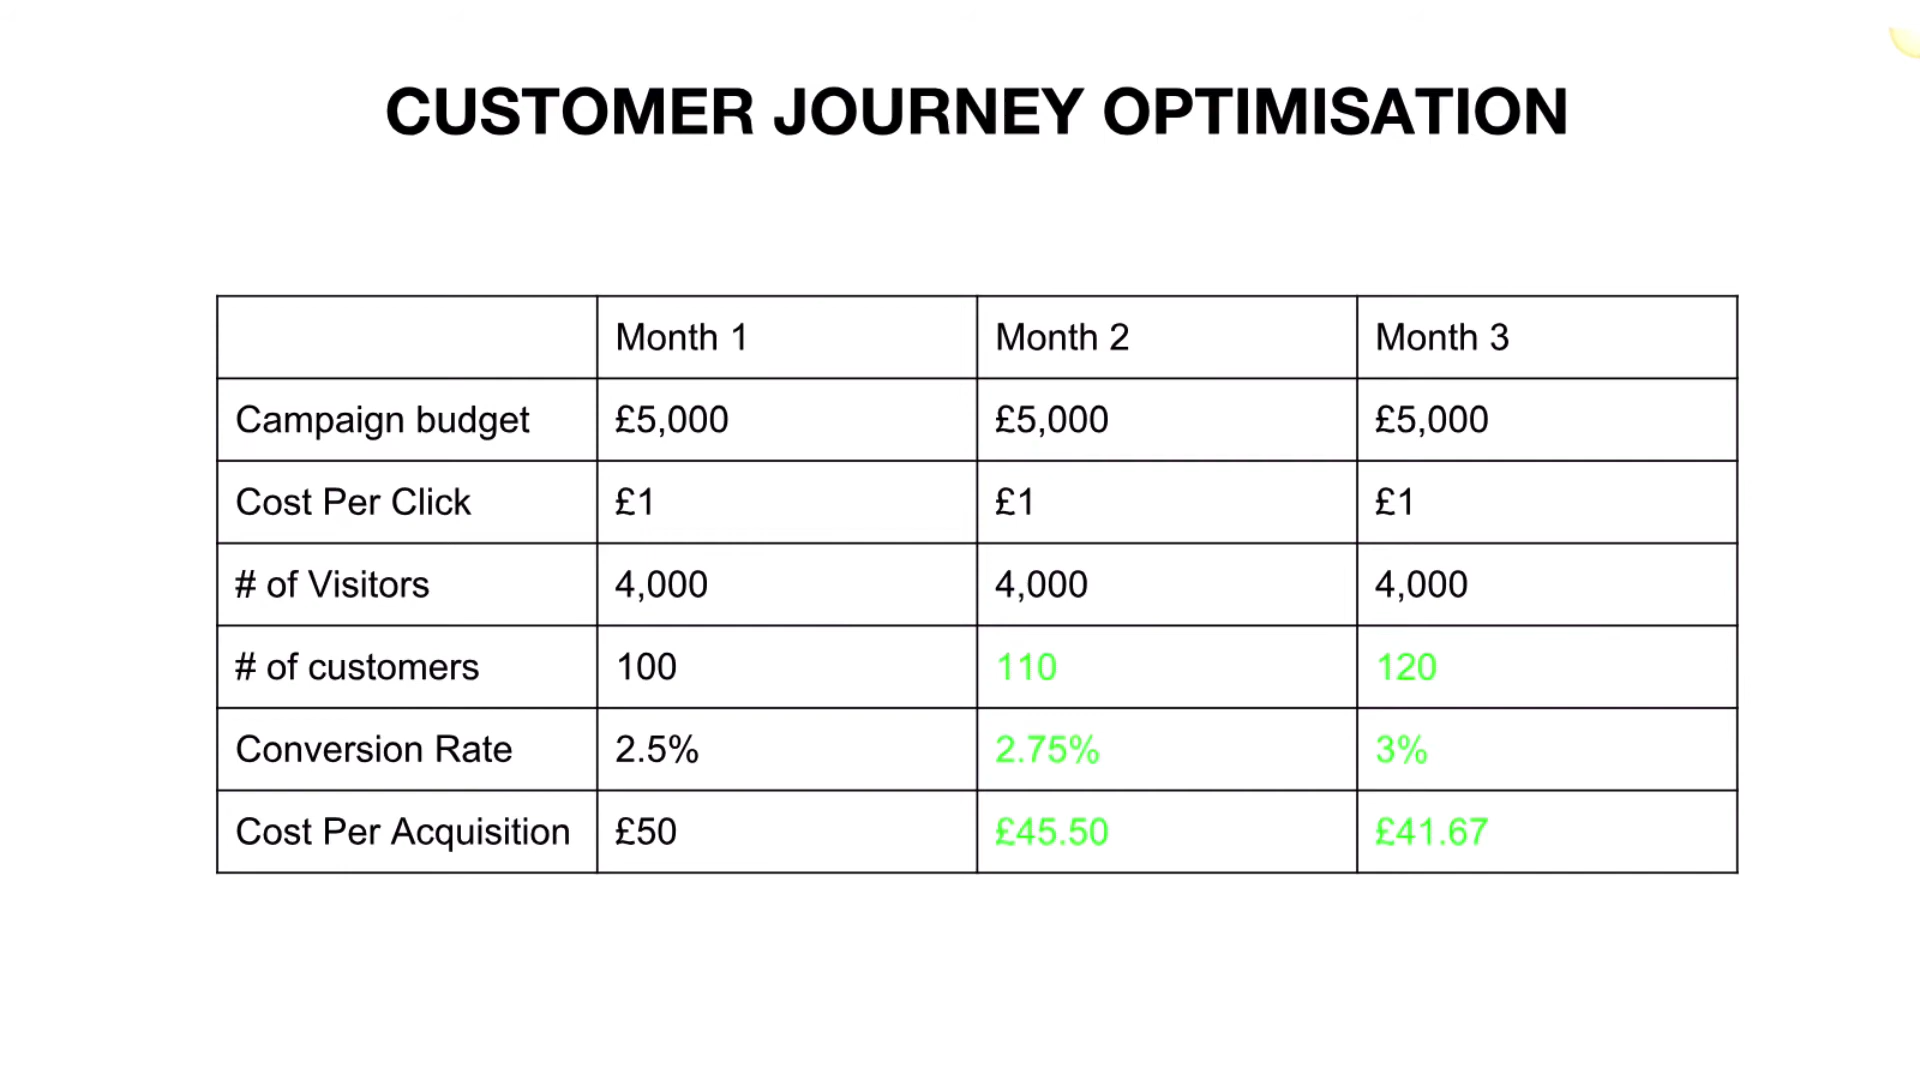 CUSTOMER JOURNEY OPTIMISATION
Month 1 Month 2 Month 3
Campaign budget £5,000 £5,000 £5,000
Cost Per Click £1 £1 £1
# of Visitors 4,000 4,000 4,000
# of customers 100 110 120
Conversion Rate 2.5% 2.75% 3%
Cost Per Acquisition £50 £45.50 £41.67